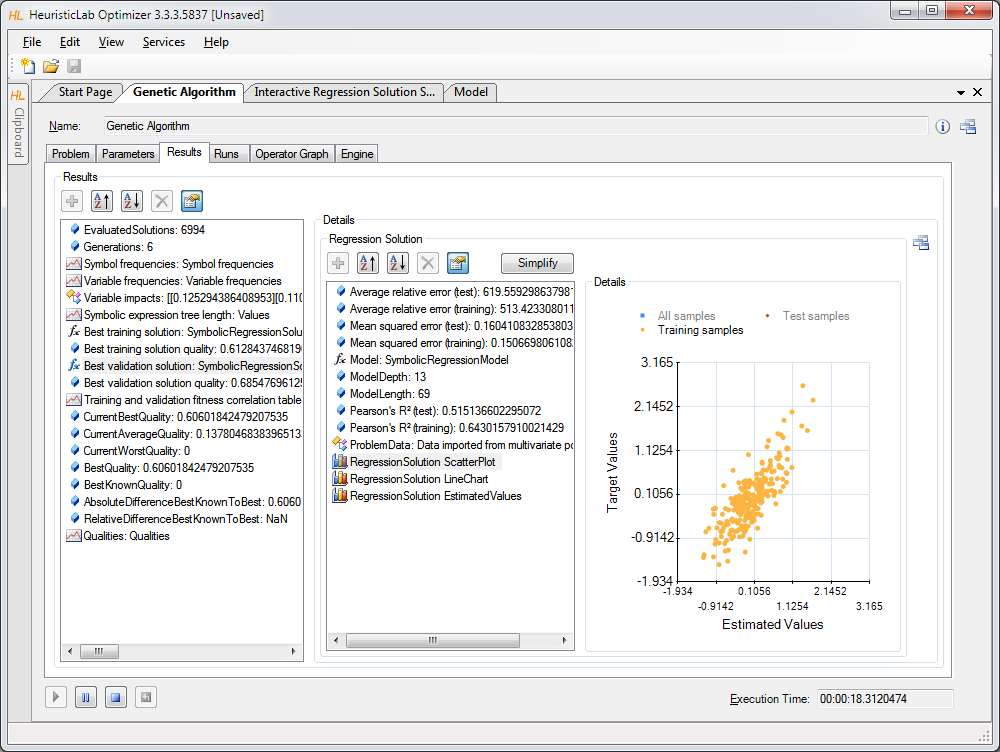 HL HeuristicLab Optimizer 3.3.3.5837 [Unsaved]
File Edit View Services Help
HL Clipboard
Start Page Genetic Algorithm Interactive Regression Solution S... Model
Name: Genetic Algorithm
Problem Parameters Results Runs Operator Graph Engine
Results
EvaluatedSolutions: 6994
Generations: 6
Symbol frequencies: Symbol frequencies
Variable frequencies: Variable frequencies
Variable impacts: [[0.125294386408953][0.110
Symbolic expression tree length: Values
Best training solution: SymbolicRegressionSolu
Best training solution quality: 0.6128437468190
Best validation solution: SymbolicRegressionSo
Best validation solution quality: 0.685476961250
Training and validation fitness correlation table
CurrentBestQuality: 0.60601842479207535
CurrentAverageQuality: 0.1378046838396513
CurrentWorstQuality: 0
BestQuality: 0.60601842479207535
BestKnownQuality: 0
AbsoluteDifferenceBestKnownToBest: 0.6060
RelativeDifferenceBestKnownToBest: NaN
Qualities: Qualities
Details
Regression Solution
Simplify
Average relative error (test): 619.559298637981
Average relative error (training): 513.423308011
Mean squared error (test): 0.160410832853803
Mean squared error (training): 0.1506698061082
Model: SymbolicRegressionModel
ModelDepth: 13
ModelLength: 69
Pearson's R² (test): 0.515136602295072
Pearson's R² (training): 0.6430157910021429
ProblemData: Data imported from multivariate po
RegressionSolution ScatterPlot
RegressionSolution LineChart
RegressionSolution EstimatedValues
Details
All samples Test samples
Training samples
Target Values
3.165
2.1452
1.1254
0.1056
-0.9142
-1.934
-1.934 0.1056 2.1452
-0.9142 1.1254 3.165
Estimated Values
Execution Time: 00:00:18.3120474